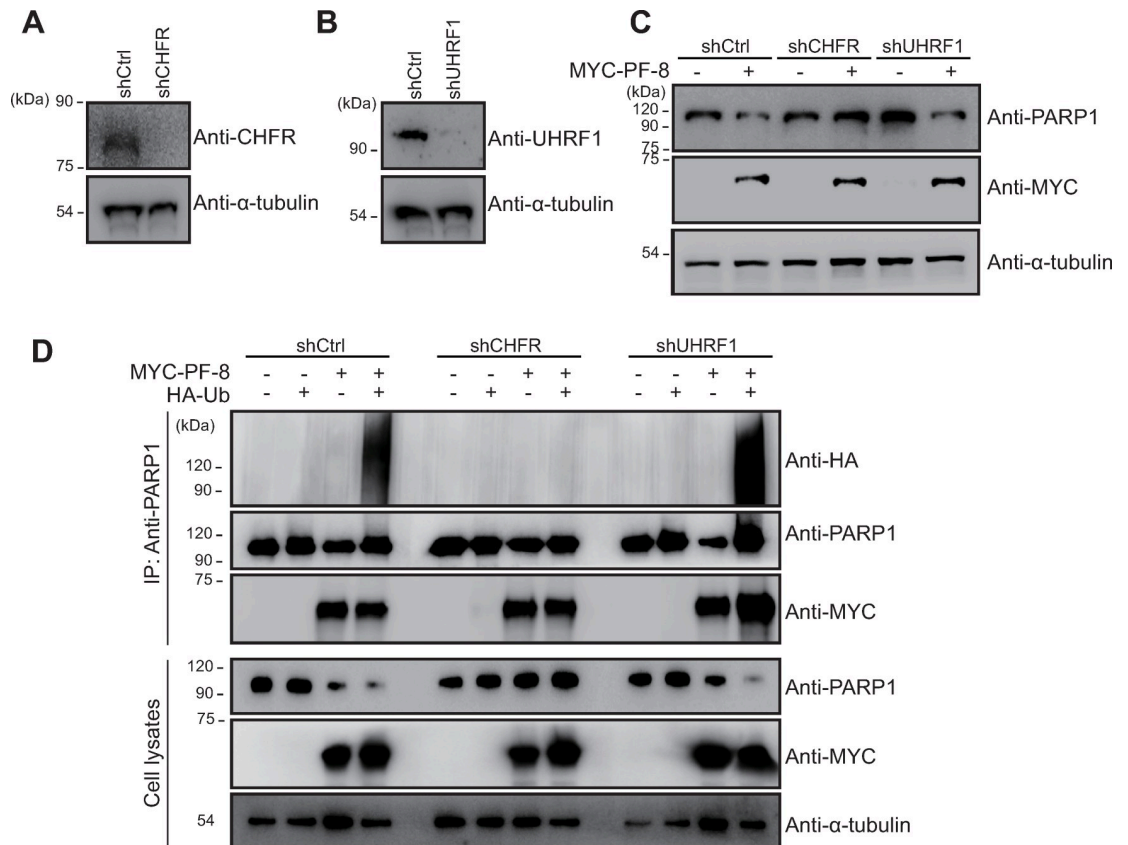 A
shCtrl
shCHFR
(kDa)
90
75
54
Anti-CHFR
Anti-α-tubulin
B
shCtrl
shUHRF1
(kDa)
90
54
Anti-UHRF1
Anti-α-tubulin
C
shCtrl shCHFR shUHRF1
MYC-PF-8 - + - + - +
(kDa)
120
90
75
75
54
Anti-PARP1
Anti-MYC
Anti-α-tubulin
D
shCtrl shCHFR shUHRF1
MYC-PF-8 - - + + - - + + - - + +
HA-Ub - + - + - + - + - + - +
IP: Anti-PARP1
(kDa)
120
90
Anti-HA
120
90
Anti-PARP1
75
Anti-MYC
Cell lysates
120
90
Anti-PARP1
75
Anti-MYC
54
Anti-α-tubulin